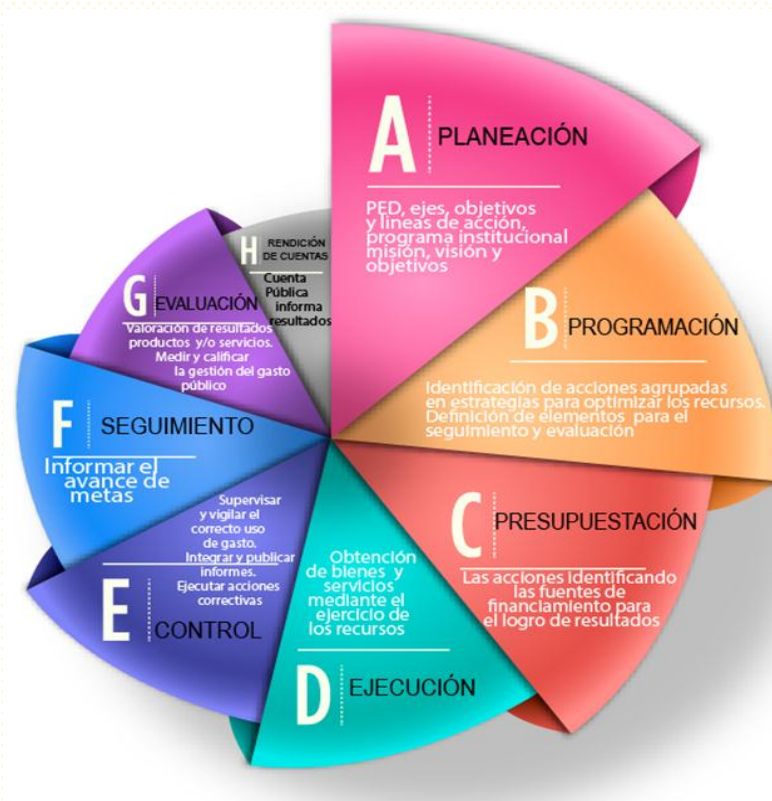 A
PLANEACIÓN
PED, ejes, objetivos
y líneas de acción,
programa institucional
misión, visión y
objetivos
B
PROGRAMACIÓN
Identificación de acciones agrupadas
en estrategias para optimizar los recursos.
Definición de elementos para el
seguimiento y evaluación
C
PRESUPUESTACIÓN
Las acciones identificando
las fuentes de
financiamiento para
el logro de resultados
Obtención
de bienes y
servicios
mediante el
ejercicio de
los recursos
D
EJECUCIÓN
Supervisar
y vigilar el
correcto uso
de gasto.
Integrar y publicar
informes.
Ejecutar acciones
correctivas
E
CONTROL
F
SEGUIMIENTO
Informar el
avance de
metas
G
EVALUACIÓN
Valoración de resultados
productos y/o servicios.
Medir y calificar
la gestión del gasto
público
H
RENDICIÓN
DE CUENTAS
Cuenta
Pública
informa
resultados